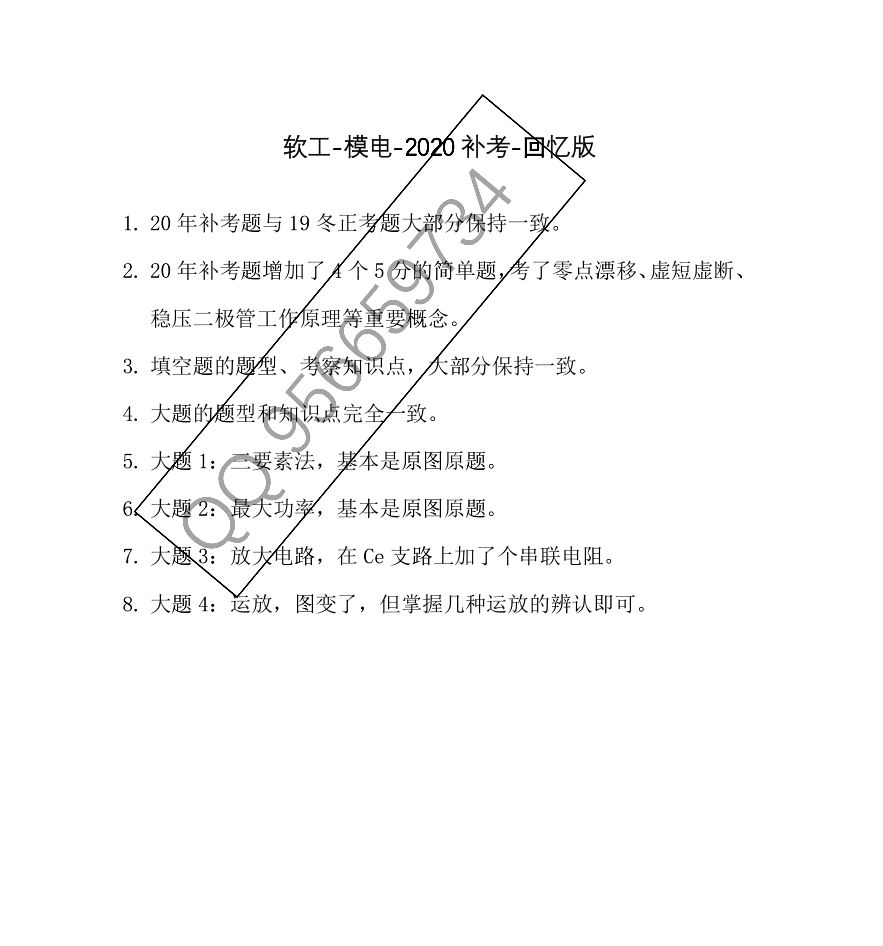 软工-模电-2020 补考-回忆版
1. 20 年补考题与 19 冬正考题大部分保持一致。
2. 20 年补考题增加了 4 个 5 分的简单题，考了零点漂移、虚短虚断、
稳压二极管工作原理等重要概念。
3. 填空题的题型、考察知识点，大部分保持一致。
4. 大题的题型和知识点完全一致。
5. 大题 1：三要素法，基本是原图原题。
6. 大题 2：最大功率，基本是原图原题。
7. 大题 3：放大电路，在 Ce 支路上加了个串联电阻。
8. 大题 4：运放，图变了，但掌握几种运放的辨认即可。
QQ 956659734